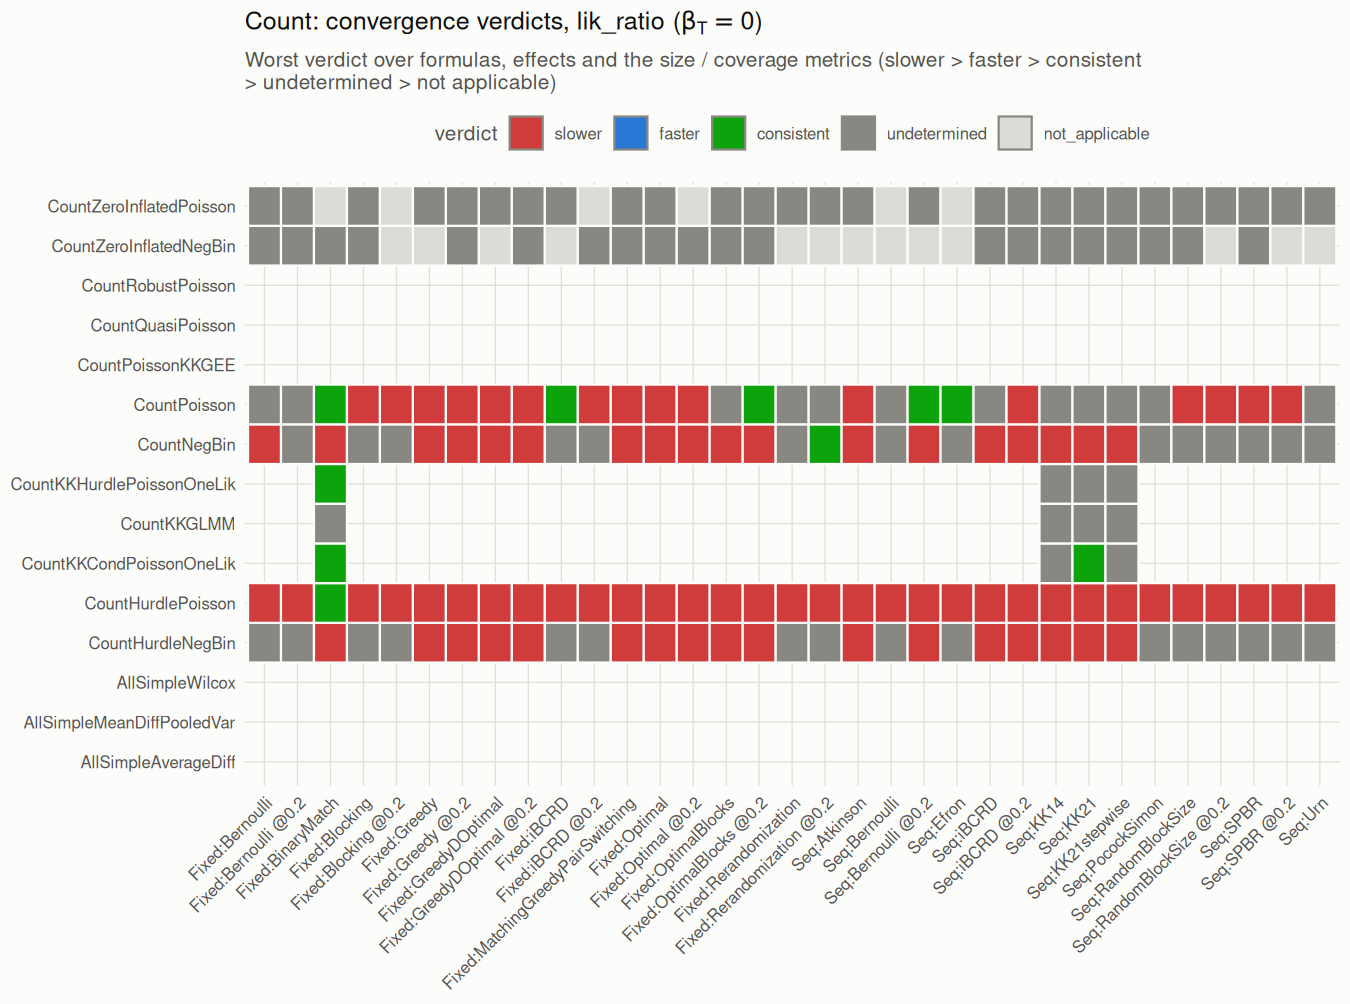 Count: convergence verdicts, lik_ratio (βT = 0)
Worst verdict over formulas, effects and the size / coverage metrics (slower > faster > consistent
> undetermined > not applicable)
verdict slower faster consistent undetermined not_applicable
CountZeroInflatedPoisson
CountZeroInflatedNegBin
CountRobustPoisson
CountQuasiPoisson
CountPoissonKKGEE
CountPoisson
CountNegBin
CountKKHurdlePoissonOneLik
CountKKGLMM
CountKKCondPoissonOneLik
CountHurdlePoisson
CountHurdleNegBin
AllSimpleWilcox
AllSimpleMeanDiffPooledVar
AllSimpleAverageDiff
Fixed:Bernoulli
Fixed:Bernoulli @0.2
Fixed:BinaryMatch
Fixed:Blocking
Fixed:Blocking @0.2
Fixed:Greedy
Fixed:Greedy @0.2
Fixed:GreedyDOptimal
Fixed:GreedyDOptimal @0.2
Fixed:iBCRD
Fixed:iBCRD @0.2
Fixed:MatchingGreedyPairSwitching
Fixed:Optimal
Fixed:Optimal @0.2
Fixed:OptimalBlocks
Fixed:OptimalBlocks @0.2
Fixed:Rerandomization
Fixed:Rerandomization @0.2
Seq:Atkinson
Seq:Bernoulli
Seq:Bernoulli @0.2
Seq:Efron
Seq:iBCRD
Seq:iBCRD @0.2
Seq:KK14
Seq:KK21
Seq:KK21stepwise
Seq:PocockSimon
Seq:RandomBlockSize
Seq:RandomBlockSize @0.2
Seq:SPBR
Seq:SPBR @0.2
Seq:Urn